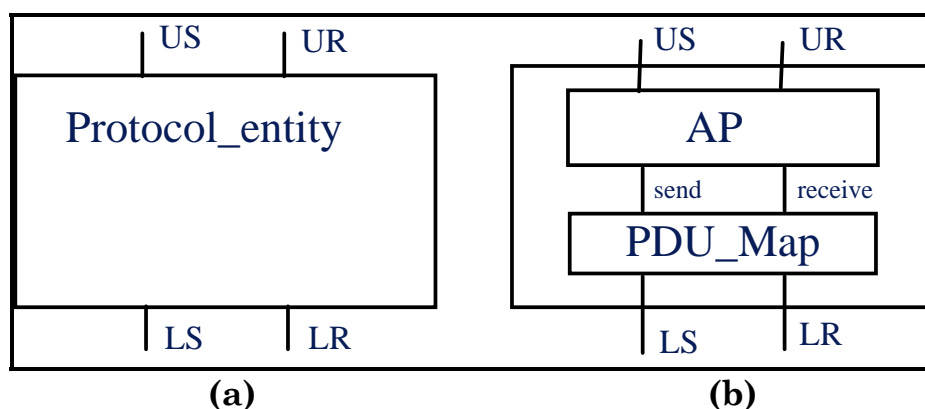 US UR
Protocol_entity
LS LR
(a)
US UR
AP
send receive
PDU_Map
LS LR
(b)